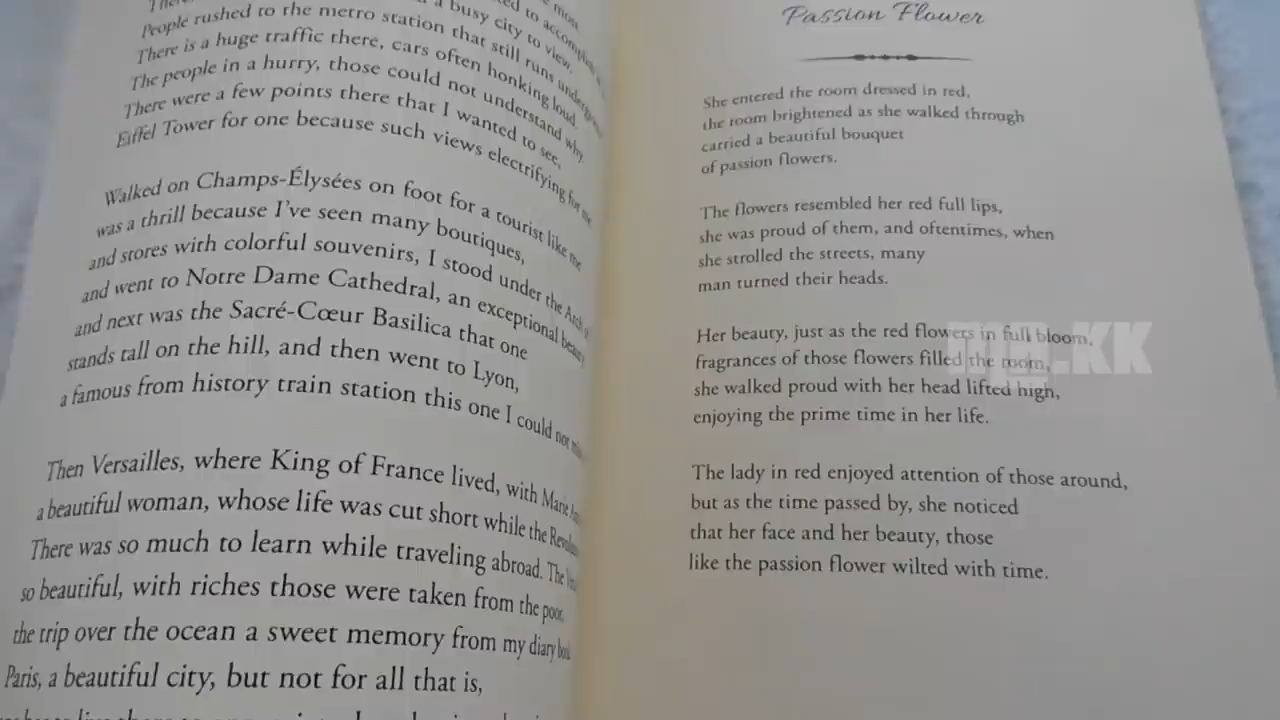 a busy city to view.
People rushed to the metro station that still runs
There is a huge traffic there, cars often honking loud.
The people in a hurry, those could not understand why.
There were a few points there that I wanted to see,
Eiffel Tower for one because such views electrifying for me
Walked on Champs-Élysées on foot for a tourist like me
was a thrill because I've seen many boutiques,
and stores with colorful souvenirs, I stood under the Arch
and went to Notre Dame Cathedral, an exceptional beauty
and next was the Sacré-Cœur Basilica that one
stands tall on the hill, and then went to Lyon,
a famous from history train station this one I could not
Then Versailles, where King of France lived, with Marie
a beautiful woman, whose life was cut short while the
There was so much to learn while traveling abroad. The
so beautiful, with riches those were taken from the poor,
the trip over the ocean a sweet memory from my diary
Paris, a beautiful city, but not for all that is,
Passion Flower
She entered the room dressed in red,
the room brightened as she walked through
carried a beautiful bouquet
of passion flowers.
The flowers resembled her red full lips,
she was proud of them, and oftentimes, when
she strolled the streets, many
man turned their heads.
Her beauty, just as the red flowers in full bloom,
fragrances of those flowers filled the room,
she walked proud with her head lifted high,
enjoying the prime time in her life.
The lady in red enjoyed attention of those around,
but as the time passed by, she noticed
that her face and her beauty, those
like the passion flower wilted with time.